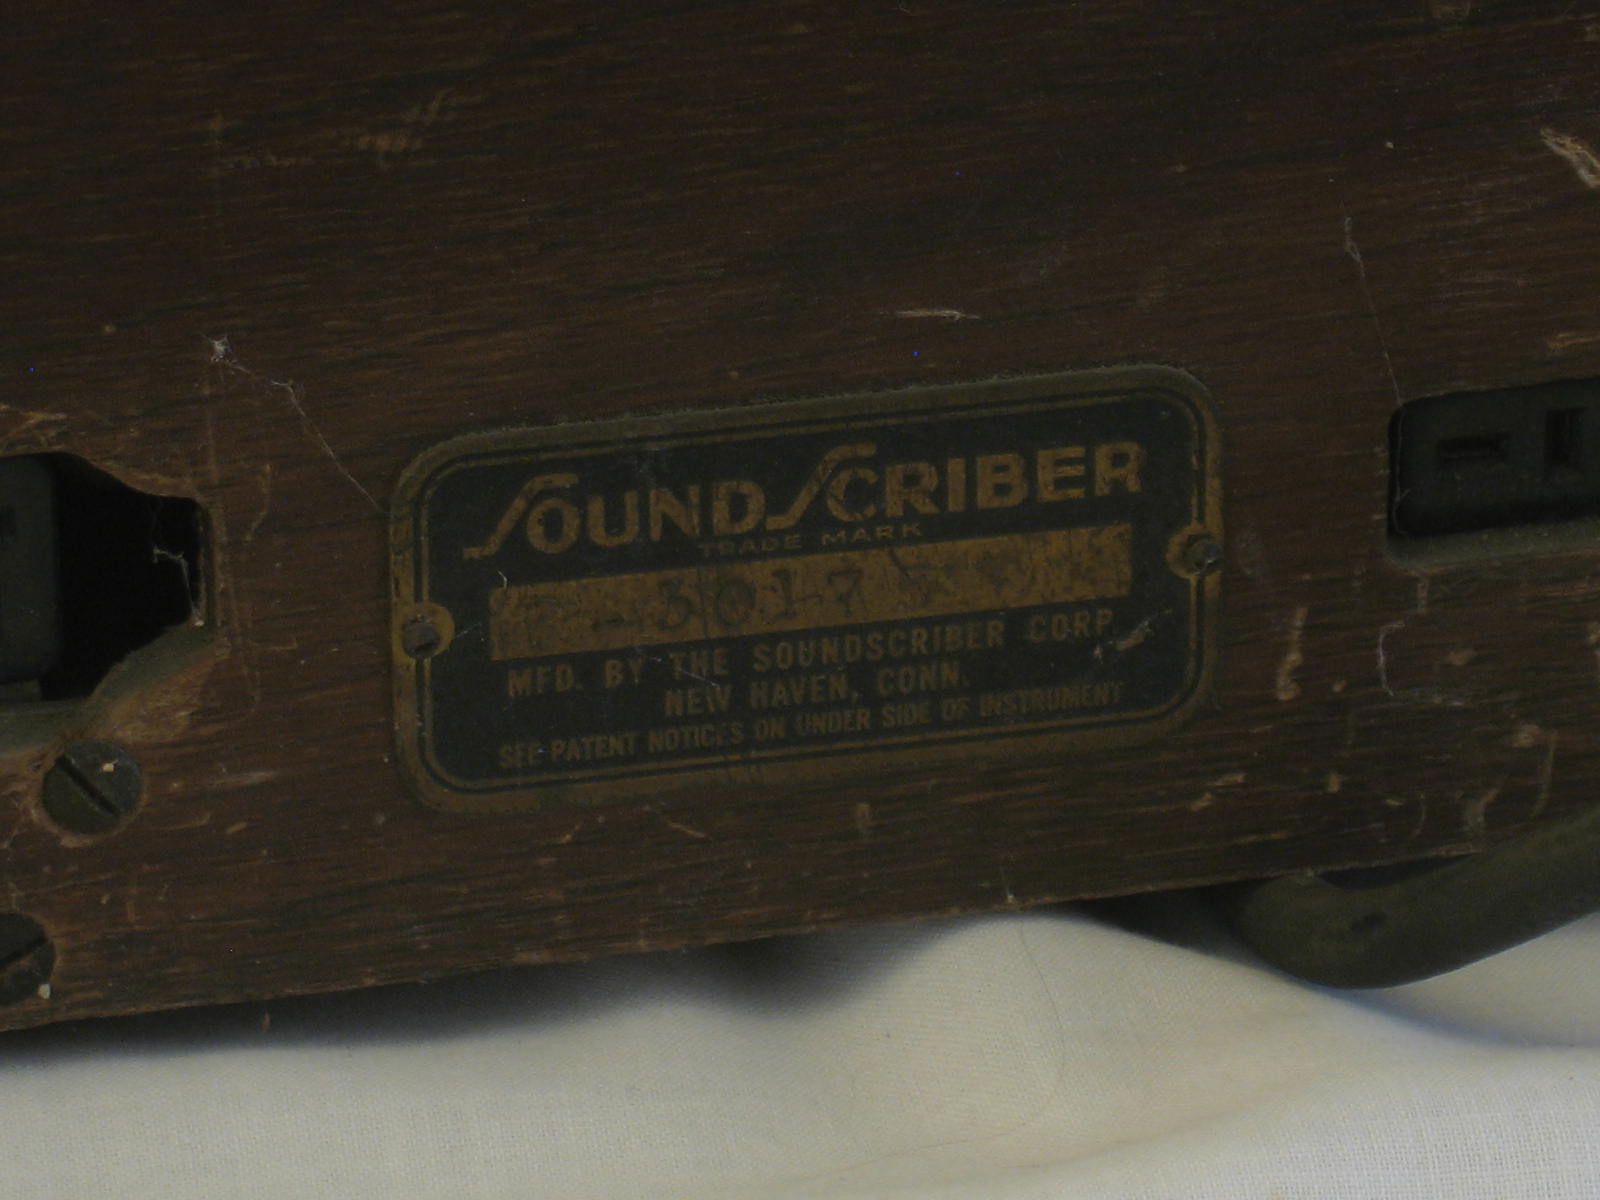 SOUNDSCRIBER
TRADE MARK
MFD. BY THE SOUNDSCRIBER CORP.
NEW HAVEN, CONN.
SEE PATENT NOTICES ON UNDER SIDE OF INSTRUMENT